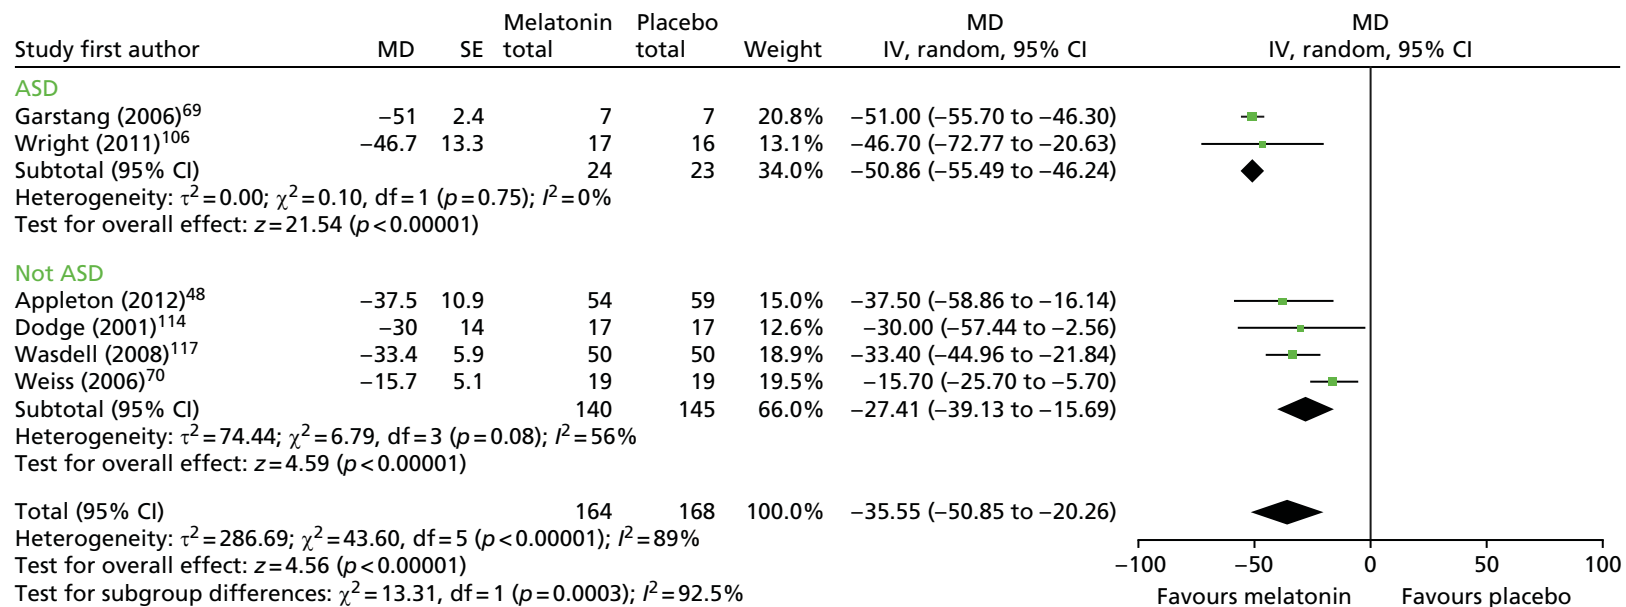 Melatonin Placebo MD MD
Study first author MD SE total total Weight IV, random, 95% CI IV, random, 95% CI
ASD
Garstang (2006)69 −51 2.4 7 7 20.8% −51.00 (−55.70 to −46.30)
Wright (2011)106 −46.7 13.3 17 16 13.1% −46.70 (−72.77 to −20.63)
Subtotal (95% CI) 24 23 34.0% −50.86 (−55.49 to −46.24)
Heterogeneity: τ2=0.00; χ2=0.10, df=1 (p=0.75); I2=0%
Test for overall effect: z=21.54 (p<0.00001)
Not ASD
Appleton (2012)48 −37.5 10.9 54 59 15.0% −37.50 (−58.86 to −16.14)
Dodge (2001)114 −30 14 17 17 12.6% −30.00 (−57.44 to −2.56)
Wasdell (2008)117 −33.4 5.9 50 50 18.9% −33.40 (−44.96 to −21.84)
Weiss (2006)70 −15.7 5.1 19 19 19.5% −15.70 (−25.70 to −5.70)
Subtotal (95% CI) 140 145 66.0% −27.41 (−39.13 to −15.69)
Heterogeneity: τ2=74.44; χ2=6.79, df=3 (p=0.08); I2=56%
Test for overall effect: z=4.59 (p<0.00001)
Total (95% CI) 164 168 100.0% −35.55 (−50.85 to −20.26)
Heterogeneity: τ2=286.69; χ2=43.60, df=5 (p<0.00001); I2=89%
Test for overall effect: z=4.56 (p<0.00001)
Test for subgroup differences: χ2=13.31, df=1 (p=0.0003); I2=92.5%
−100 −50 0 50 100
Favours melatonin Favours placebo